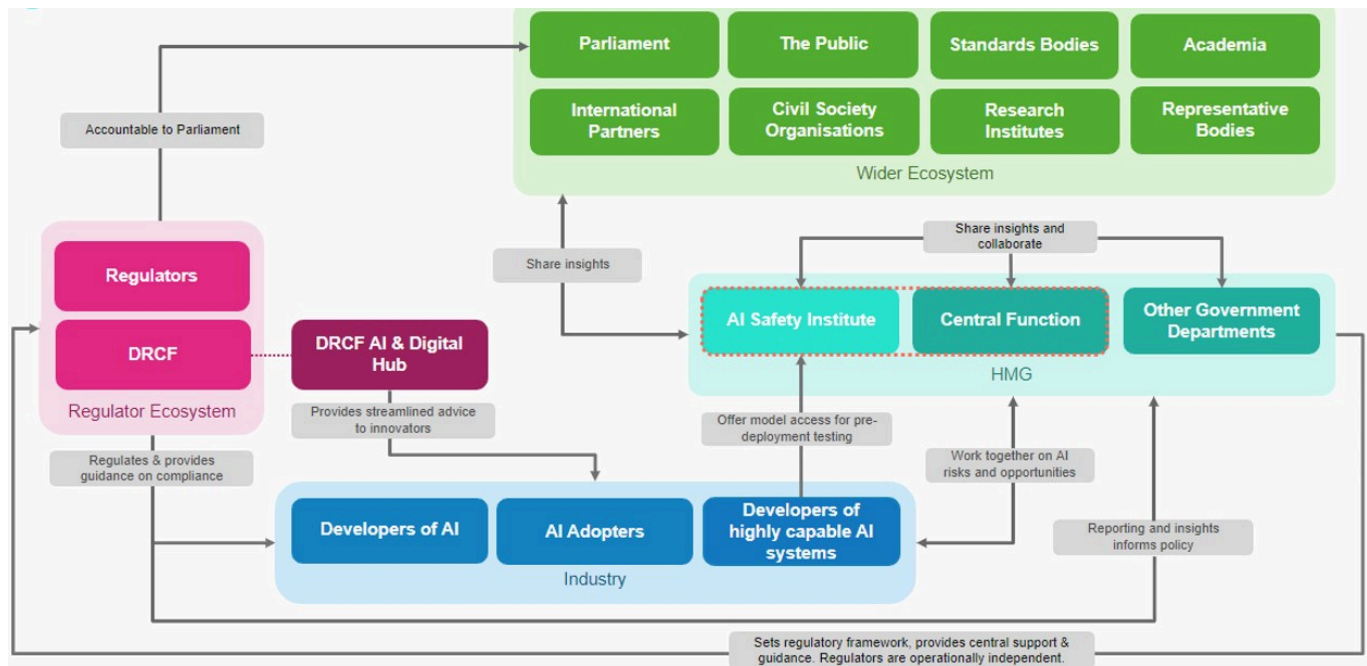 Parliament
The Public
Standards Bodies
Academia
International
Partners
Civil Society
Organisations
Research
Institutes
Representative
Bodies
Wider Ecosystem
Accountable to Parliament
Share insights
Share insights and
collaborate
Regulators
DRCF
Regulator Ecosystem
DRCF AI & Digital
Hub
Provides streamlined advice
to innovators
AI Safety Institute
Central Function
Other Government
Departments
HMG
Offer model access for pre-
deployment testing
Work together on AI
risks and opportunities
Regulates & provides
guidance on compliance
Developers of AI
AI Adopters
Developers of
highly capable AI
systems
Industry
Reporting and insights
informs policy
Sets regulatory framework, provides central support &
guidance. Regulators are operationally independent.